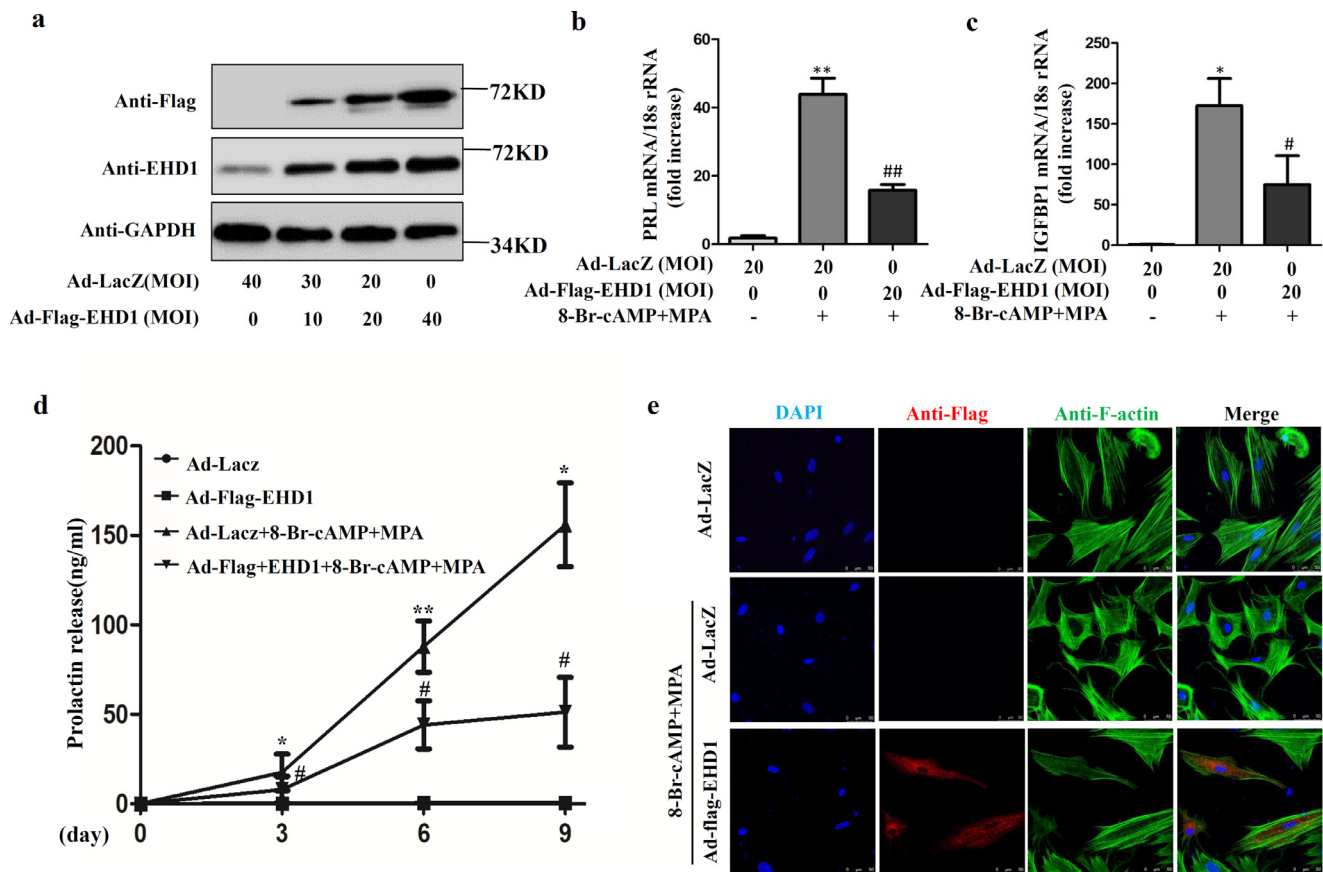 a
Anti-Flag
72KD
Anti-EHD1
72KD
Anti-GAPDH
34KD
Ad-LacZ(MOI) 40 30 20 0
Ad-Flag-EHD1 (MOI) 0 10 20 40
b
PRL mRNA/18s rRNA
(fold increase)
60
40
20
0
**
##
Ad-LacZ (MOI) 20 20 0
Ad-Flag-EHD1 (MOI) 0 0 20
8-Br-cAMP+MPA - + +
c
IGFBP1 mRNA/18s rRNA
(fold increase)
250
200
150
100
50
0
*
#
Ad-LacZ (MOI) 20 20 0
Ad-Flag-EHD1 (MOI) 0 0 20
8-Br-cAMP+MPA - + +
d
Prolactin release(ng/ml)
200
150
100
50
0
Ad-Lacz
Ad-Flag-EHD1
Ad-Lacz+8-Br-cAMP+MPA
Ad-Flag+EHD1+8-Br-cAMP+MPA
*
#
**
#
*
#
(day) 0 3 6 9
e
DAPI Anti-Flag Anti-F-actin Merge
Ad-LacZ
8-Br-cAMP+MPA
Ad-LacZ
Ad-flag-EHD1